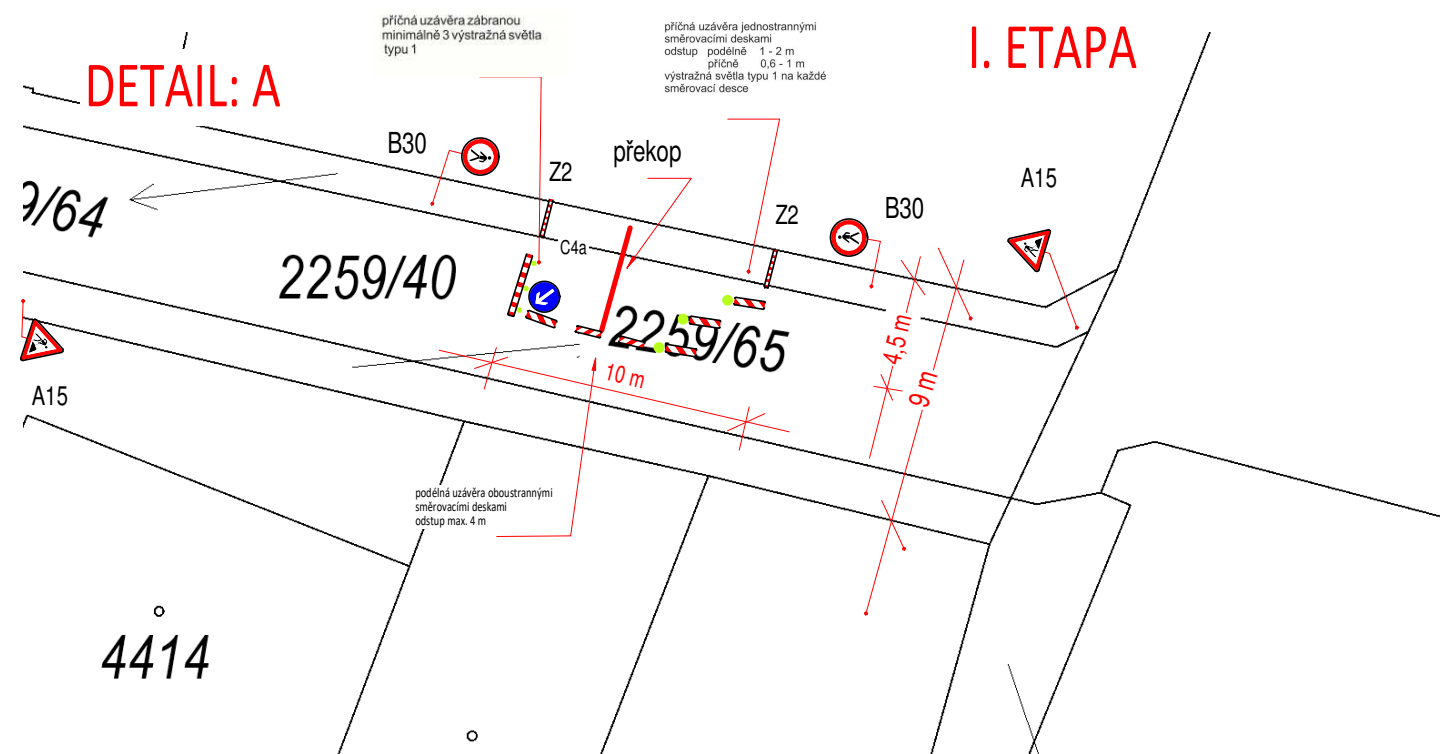 příčná uzávěra zábranou
minimálně 3 výstražná světla
typu 1
příčná uzávěra jednostrannými
směrovacími deskami
odstup podélně 1 - 2 m
příčně 0,6 - 1 m
výstražná světla typu 1 na každé
směrovací desce
I. ETAPA
DETAIL: A
B30
Z2
překop
A15
Z2
B30
9/64
C4a
2259/40
2259/65
4,5 m
9 m
10 m
A15
podélná uzávěra oboustrannými
směrovacími deskami
odstup max. 4 m
4414